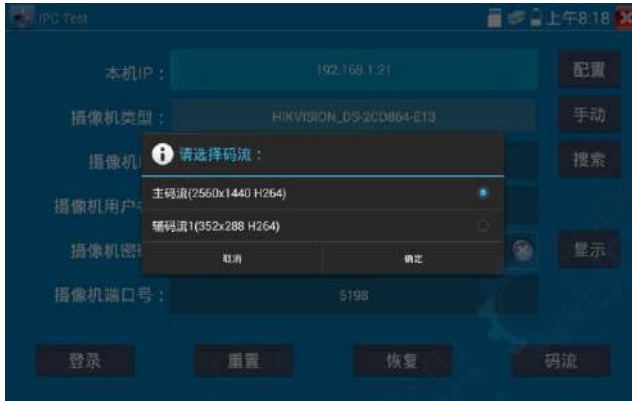 IPC Test 上午8:18
本机IP： 192.168.1.21 配置
摄像机类型： HIKVISION_DS-2CD864-E13 手动
摄像机I 搜索
请选择码流：
主码流(2560x1440 H264)
摄像机用户
辅码流1(352x288 H264)
摄像机密 显示
取消 确定
摄像机端口号： 5198
登录 重置 恢复 码流